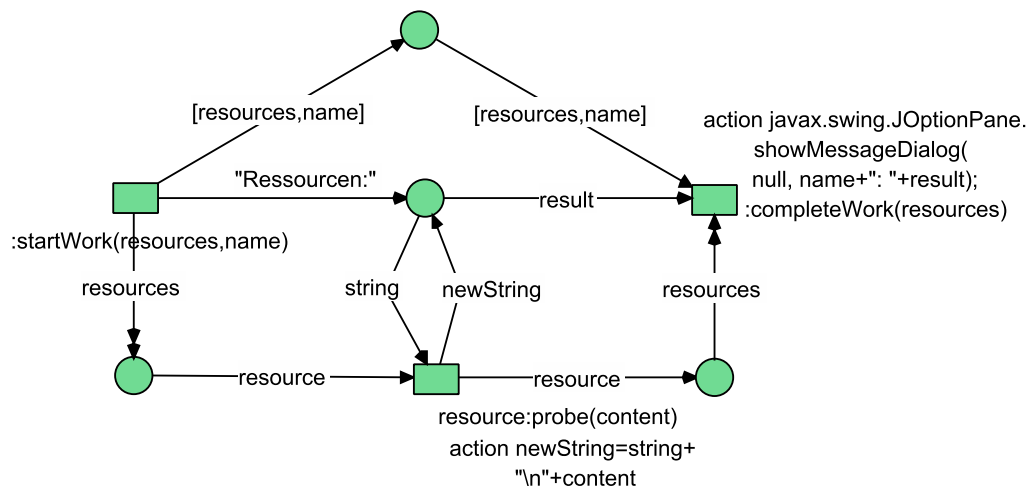 [resources,name]
[resources,name]
action javax.swing.JOptionPane.
showMessageDialog(
null, name+": "+result);
:completeWork(resources)
"Ressourcen:"
result
:startWork(resources,name)
resources
string
newString
resources
resource
resource
resource:probe(content)
action newString=string+
"\n"+content